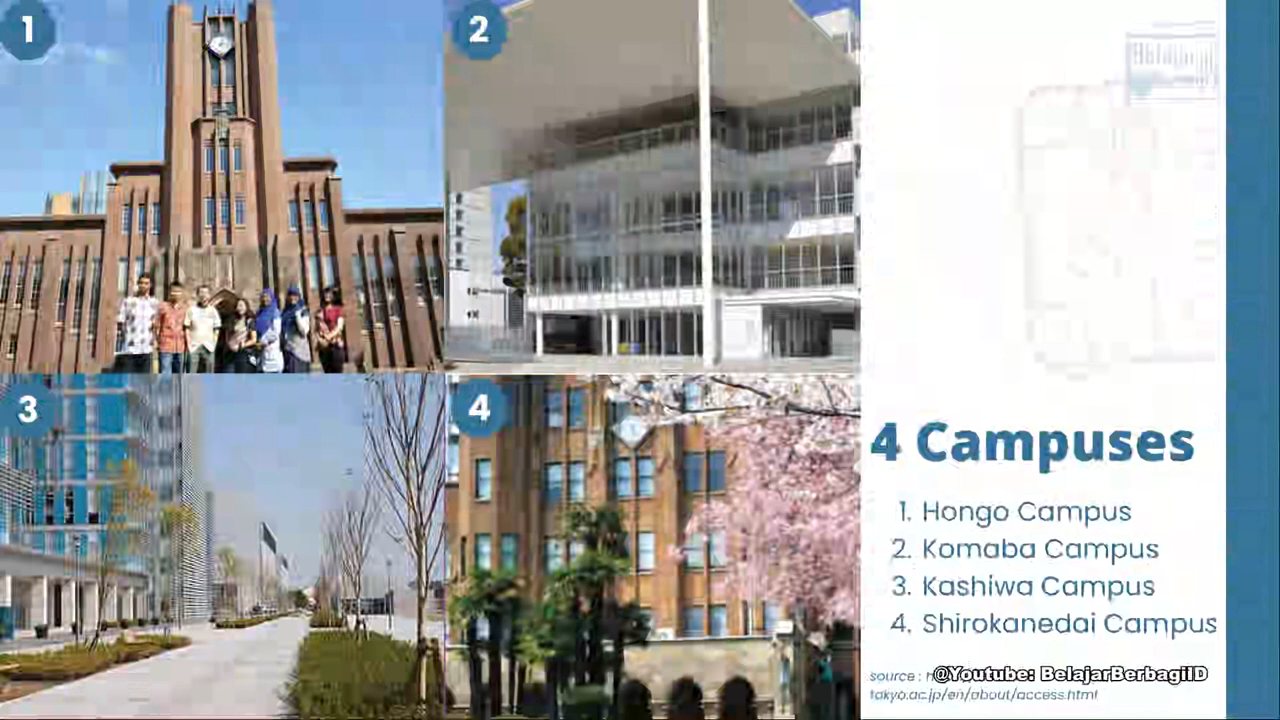 1
2
3
4
4 Campuses
1. Hongo Campus
2. Komaba Campus
3. Kashiwa Campus
4. Shirokanedai Campus
source :
@Youtube: BelajarBerbagiID
tokyo.ac.jp/en/about/access.html